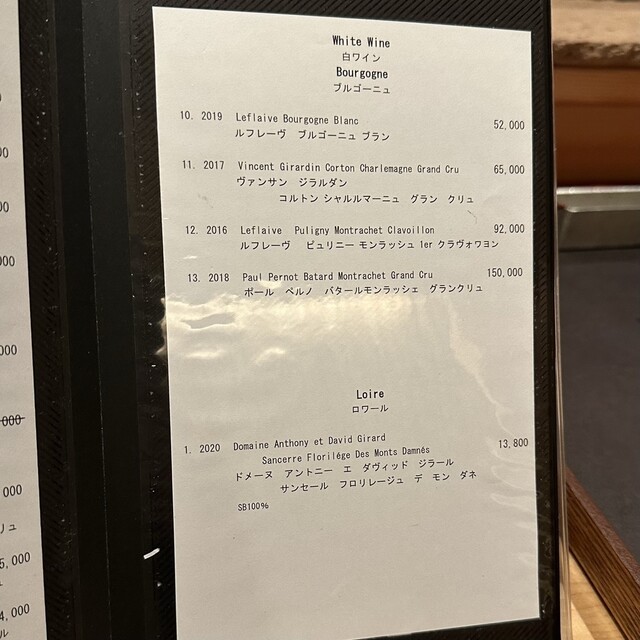 White Wine
白ワイン
Bourgogne
ブルゴーニュ
10. 2019 Leflaive Bourgogne Blanc 52,000
ルフレーヴ ブルゴーニュ ブラン
11. 2017 Vincent Girardin Corton Charlemagne Grand Cru 65,000
ヴァンサン ジラルダン
コルトン シャルルマーニュ グラン クリュ
12. 2016 Leflaive Puligny Montrachet Clavoillon 92,000
ルフレーヴ ピュリニー モンラッシュ 1er クラヴォワヨン
13. 2018 Paul Pernot Batard Montrachet Grand Cru 150,000
ポール ペルノ バタールモンラッシェ グランクリュ
Loire
ロワール
1. 2020 Domaine Anthony et David Girard 13,800
Sancerre Florilége Des Monts Damnés
ドメーヌ アントニー エ ダヴィッド ジラール
サンセール フロリレージュ デ モン ダネ
SB100%